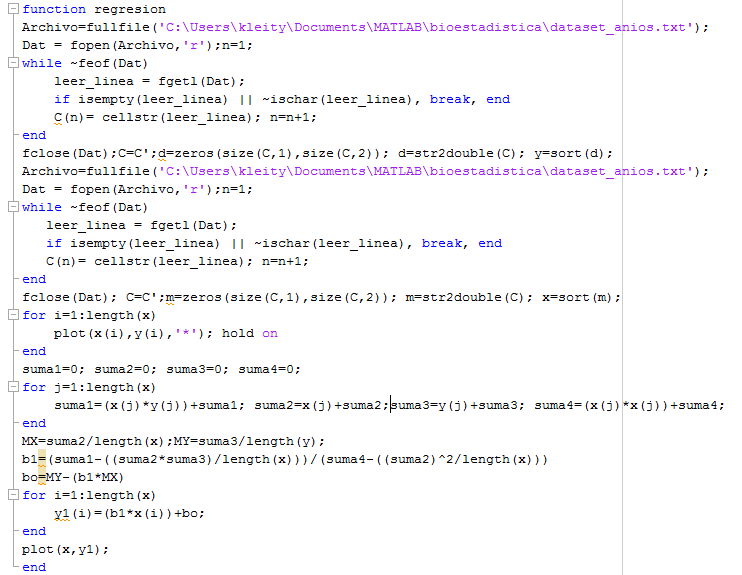 function regresion
Archivo=fullfile('C:\Users\kleity\Documents\MATLAB\bioestadistica\dataset_anios.txt');
Dat = fopen(Archivo,'r');n=1;
while ~feof(Dat)
    leer_linea = fgetl(Dat);
    if isempty(leer_linea) || ~ischar(leer_linea), break, end
    C(n)= cellstr(leer_linea); n=n+1;
end
fclose(Dat);C=C';d=zeros(size(C,1),size(C,2)); d=str2double(C); y=sort(d);
Archivo=fullfile('C:\Users\kleity\Documents\MATLAB\bioestadistica\dataset_anios.txt');
Dat = fopen(Archivo,'r');n=1;
while ~feof(Dat)
   leer_linea = fgetl(Dat);
   if isempty(leer_linea) || ~ischar(leer_linea), break, end
   C(n)= cellstr(leer_linea); n=n+1;
end
fclose(Dat); C=C';m=zeros(size(C,1),size(C,2)); m=str2double(C); x=sort(m);
for i=1:length(x)
    plot(x(i),y(i),'*'); hold on
end
suma1=0; suma2=0; suma3=0; suma4=0;
for j=1:length(x)
    suma1=(x(j)*y(j))+suma1; suma2=x(j)+suma2;suma3=y(j)+suma3; suma4=(x(j)*x(j))+suma4;
end
MX=suma2/length(x);MY=suma3/length(y);
b1=(suma1-((suma2*suma3)/length(x)))/(suma4-((suma2)^2/length(x)))
bo=MY-(b1*MX)
for i=1:length(x)
    y1(i)=(b1*x(i))+bo;
end
plot(x,y1);
end